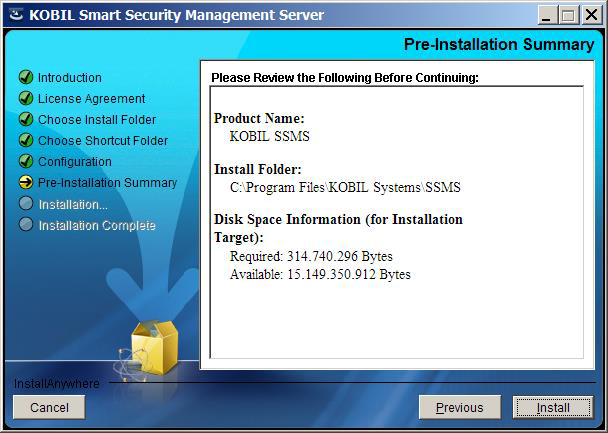 KOBIL Smart Security Management Server
Pre-Installation Summary
Introduction
License Agreement
Choose Install Folder
Choose Shortcut Folder
Configuration
Pre-Installation Summary
Installation...
Installation Complete
Please Review the Following Before Continuing:
Product Name:
KOBIL SSMS
Install Folder:
C:\Program Files\KOBIL Systems\SSMS
Disk Space Information (for Installation
Target):
Required: 314.740.296 Bytes
Available: 15.149.350.912 Bytes
InstallAnywhere
Cancel
Previous
Install